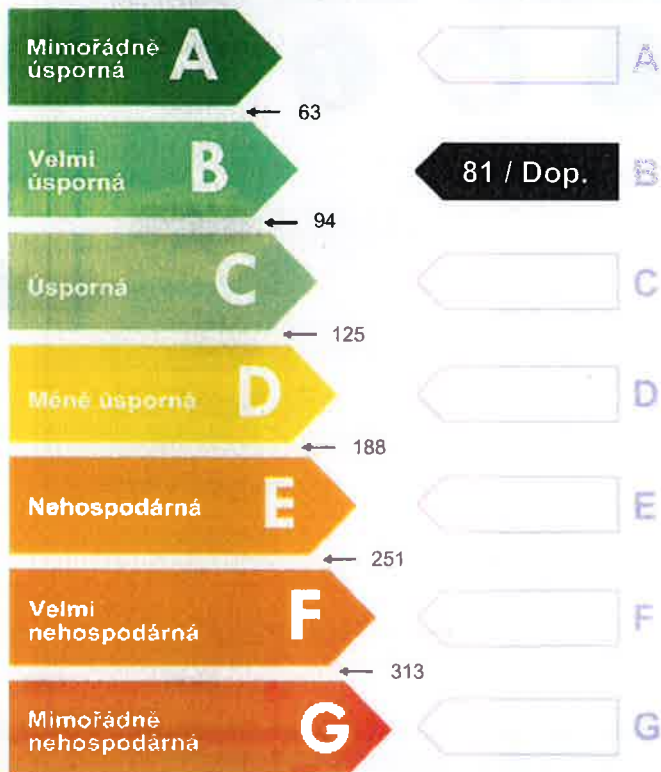 Mimořádně
úsporná
A
A
63
Velmi
úsporná
B
81 / Dop.
B
94
Úsporná
C
C
125
Méně úsporná
D
D
188
Nehospodárná
E
E
251
Velmi
nehospodárná
F
F
313
Mimořádně
nehospodárná
G
G